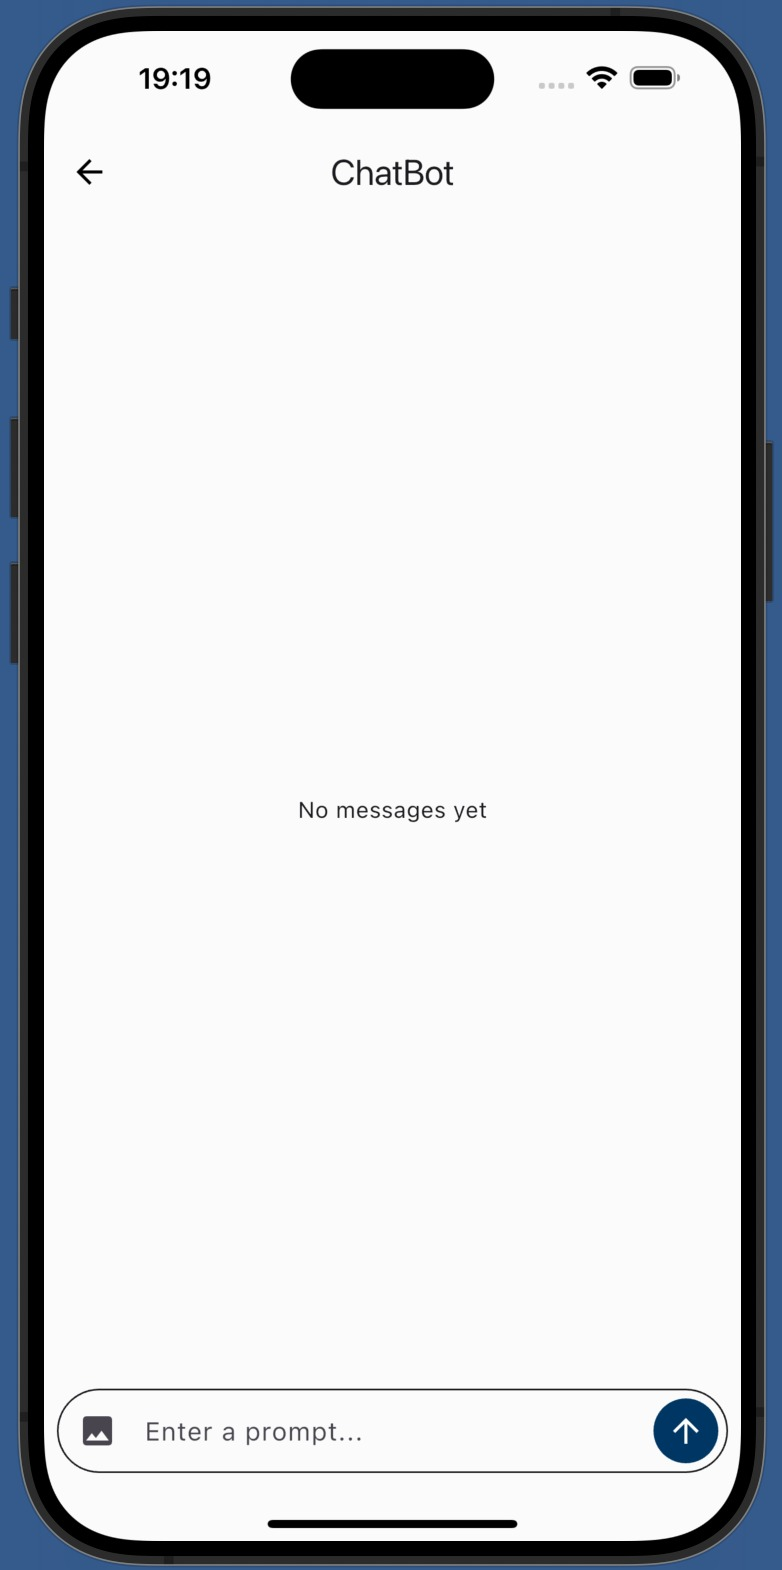 19:19
ChatBot
No messages yet
Enter a prompt...